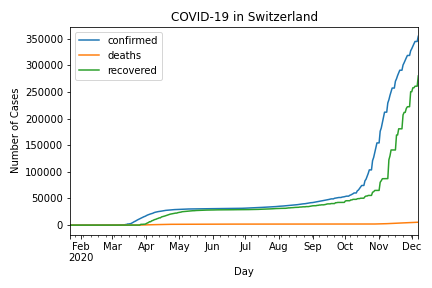 COVID-19 in Switzerland
confirmed
deaths
recovered
Number of Cases
350000
300000
250000
200000
150000
100000
50000
0
Feb Mar Apr May Jun Jul Aug Sep Oct Nov Dec
2020
Day